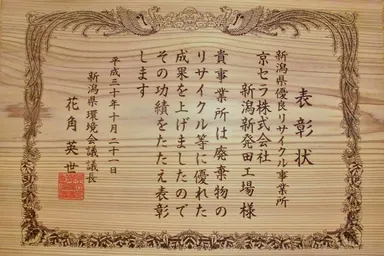 表彰状
新潟県優良リサイクル事業所
京セラ株式会社
新潟新発田工場 様
貴事業所は廃棄物の
リサイクル等に優れた
成果を上げましたので
その功績をたたえ表彰
します
平成三十年十月二十一日
新潟県環境会議議長
花角英世